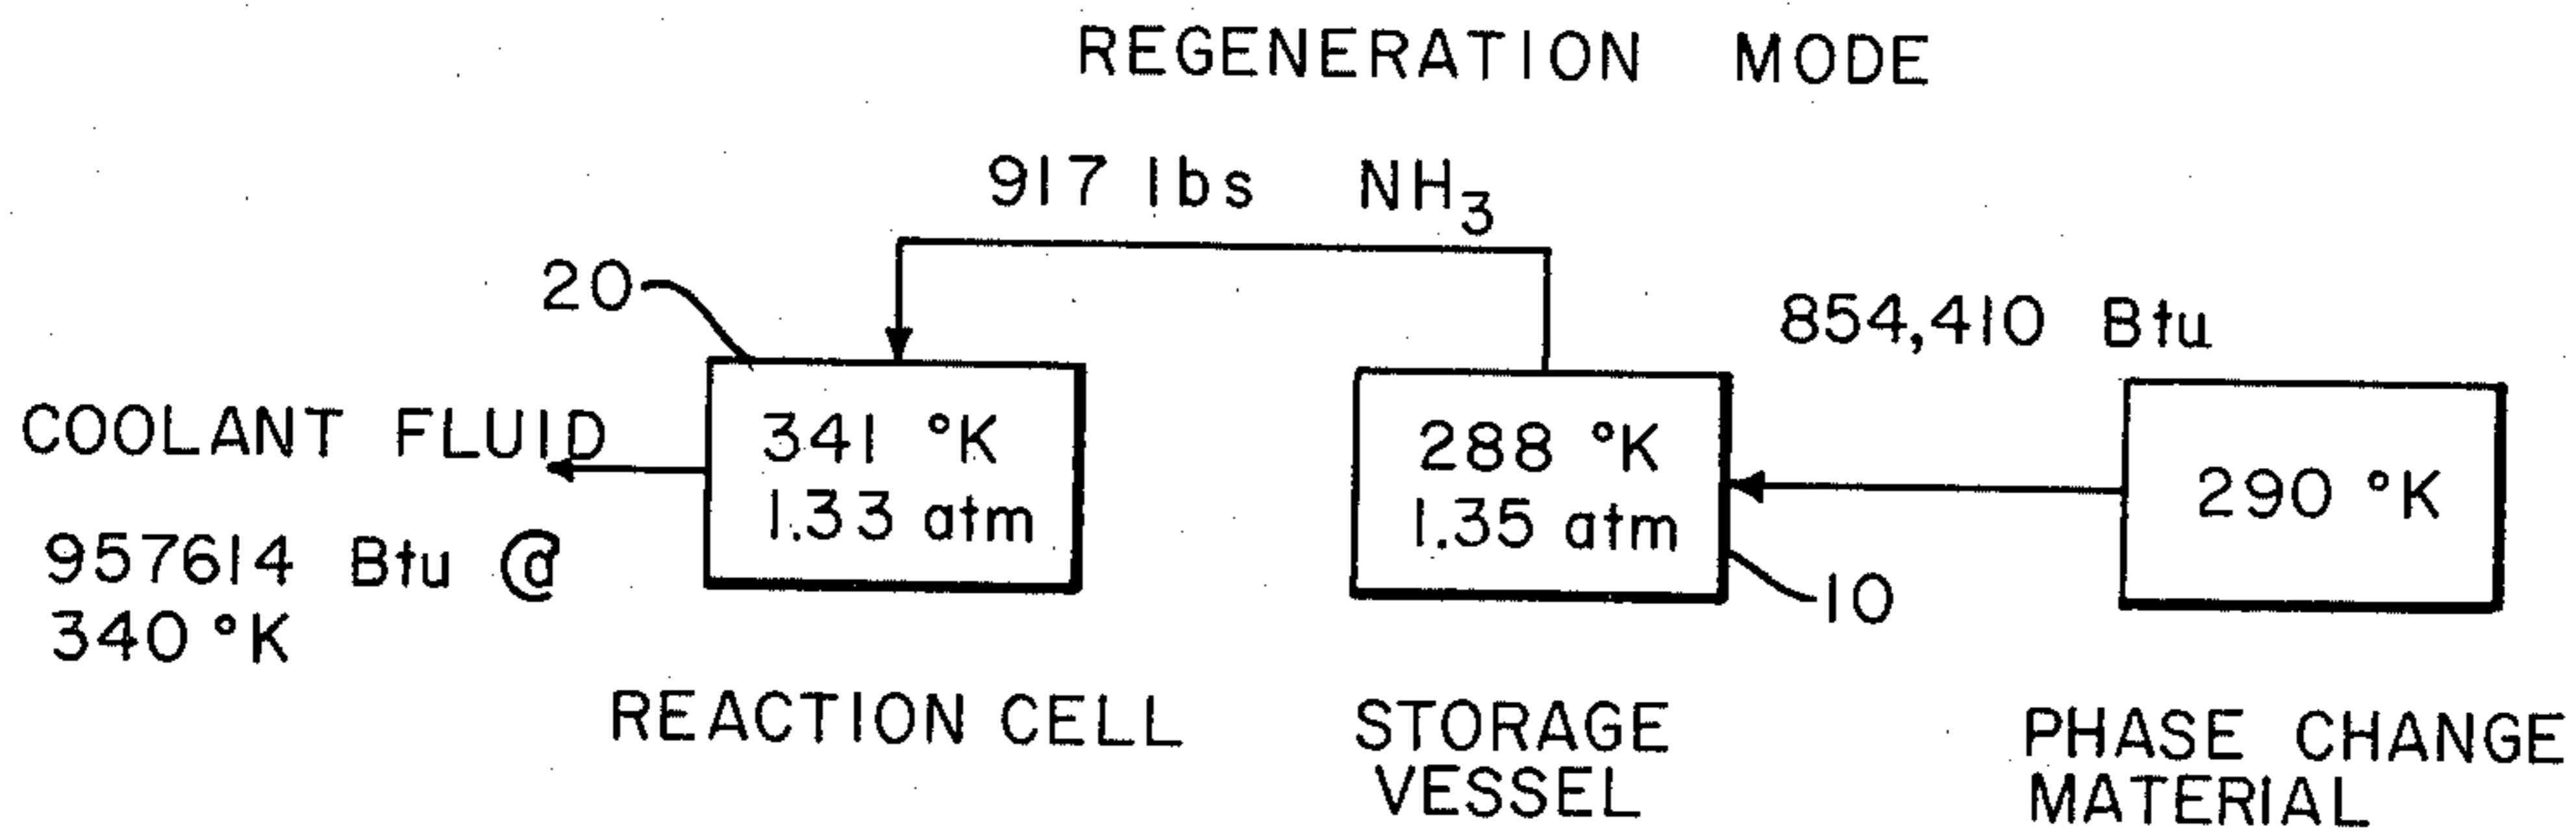 REGENERATION MODE
917 lbs NH₃
20
854,410 Btu
COOLANT FLUID
957614 Btu @
340 °K
341 °K
1.33 atm
288 °K
1.35 atm
290 °K
10
REACTION CELL
STORAGE
VESSEL
PHASE CHANGE
MATERIAL